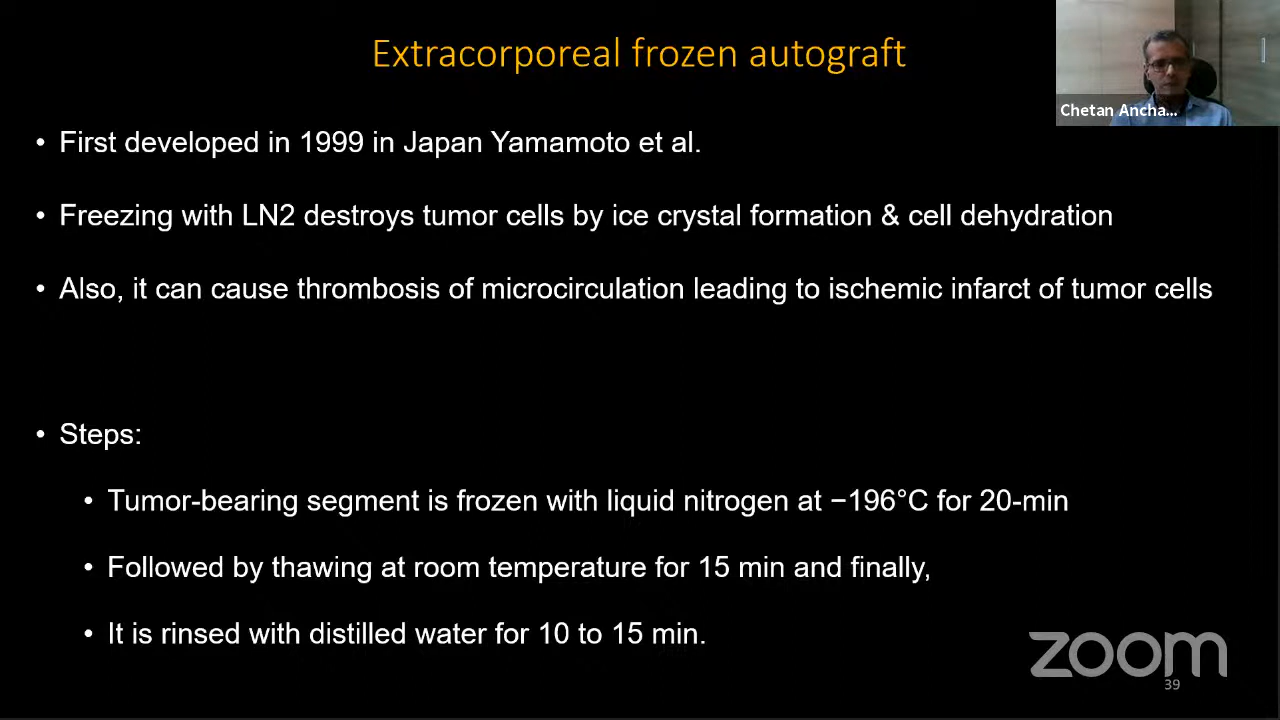 Extracorporeal frozen autograft
Chetan Ancha...
• First developed in 1999 in Japan Yamamoto et al.
• Freezing with LN2 destroys tumor cells by ice crystal formation & cell dehydration
• Also, it can cause thrombosis of microcirculation leading to ischemic infarct of tumor cells
• Steps:
• Tumor-bearing segment is frozen with liquid nitrogen at −196°C for 20-min
• Followed by thawing at room temperature for 15 min and finally,
• It is rinsed with distilled water for 10 to 15 min.
zoom
39